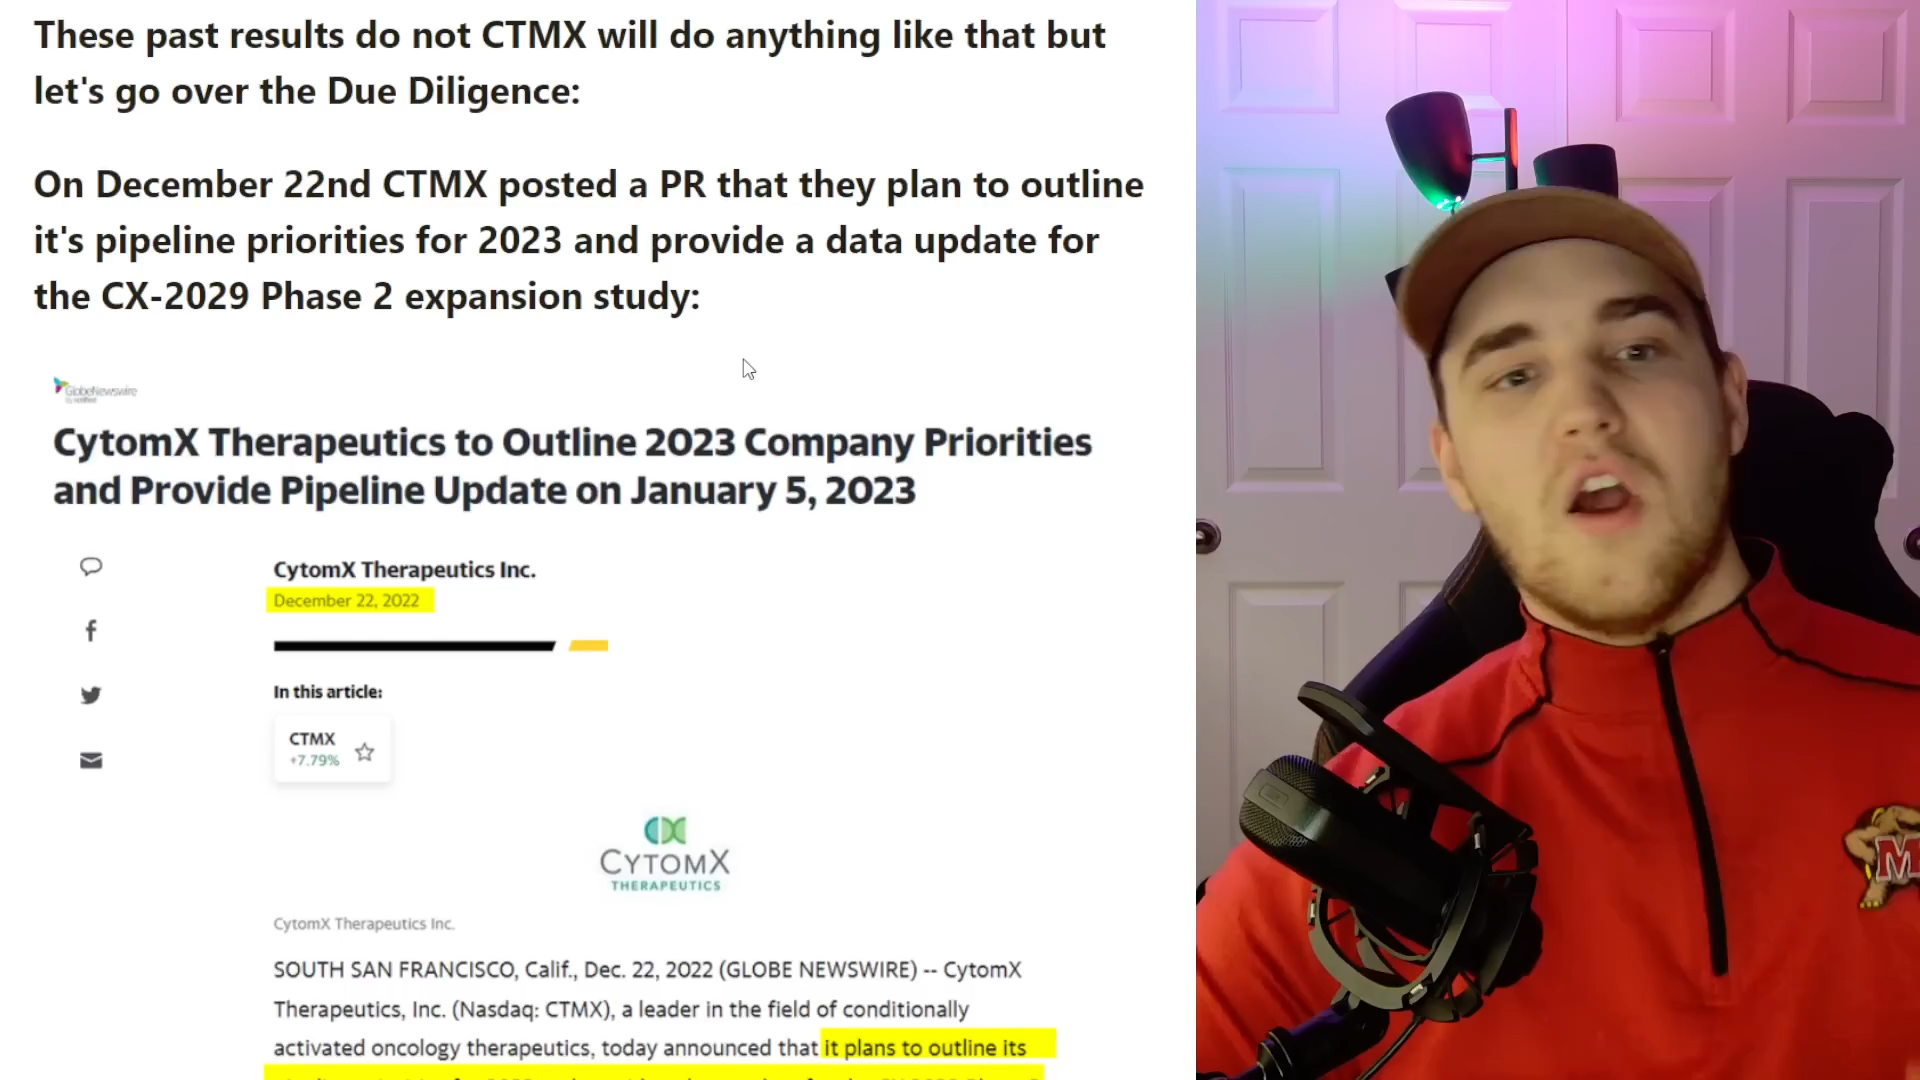 These past results do not CTMX will do anything like that but
let's go over the Due Diligence:
On December 22nd CTMX posted a PR that they plan to outline
it's pipeline priorities for 2023 and provide a data update for
the CX-2029 Phase 2 expansion study:
GlobeNewswire
CytomX Therapeutics to Outline 2023 Company Priorities
and Provide Pipeline Update on January 5, 2023
CytomX Therapeutics Inc.
December 22, 2022
In this article:
CTMX
+7.79%
CYTOMX
THERAPEUTICS
CytomX Therapeutics Inc.
SOUTH SAN FRANCISCO, Calif., Dec. 22, 2022 (GLOBE NEWSWIRE) -- CytomX
Therapeutics, Inc. (Nasdaq: CTMX), a leader in the field of conditionally
activated oncology therapeutics, today announced that it plans to outline its
M